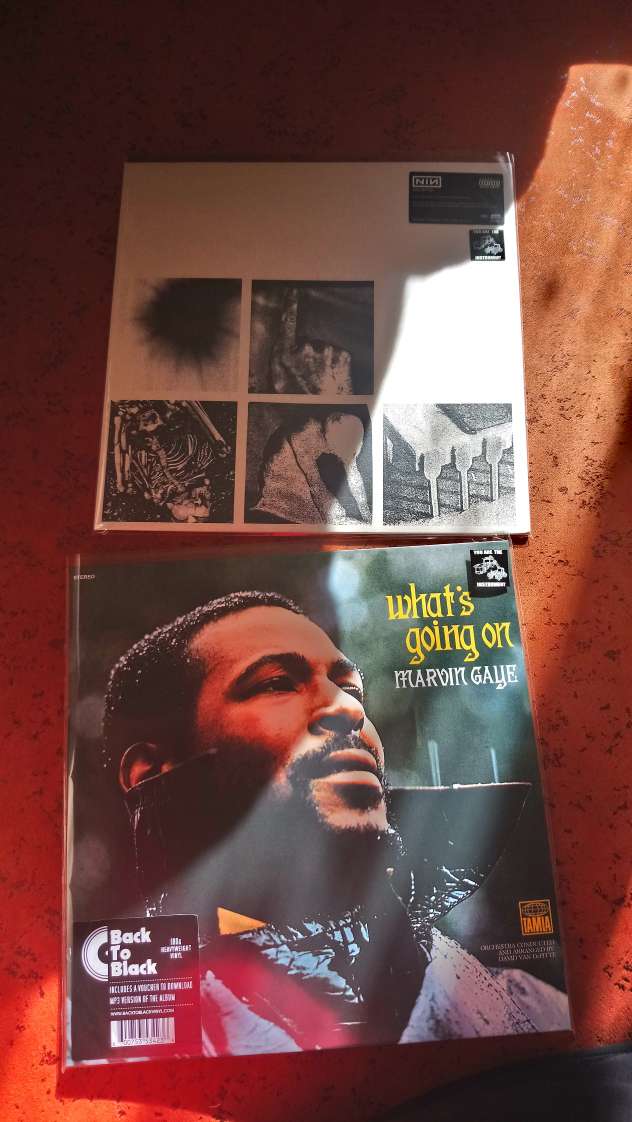 NIN
YOU ARE THE
INSTRUMENT
STEREO
YOU ARE THE
INSTRUMENT
what's
going on
MARVIN GAYE
TAMLA
ORCHESTRA CONDUCTED
AND ARRANGED BY
DAVID VAN DePITTE
Back
To
Black
180g
HEAVYWEIGHT
VINYL
INCLUDES A VOUCHER TO DOWNLOAD
MP3 VERSION OF THE ALBUM
WWW.BACKTOBLACKVINYL.COM